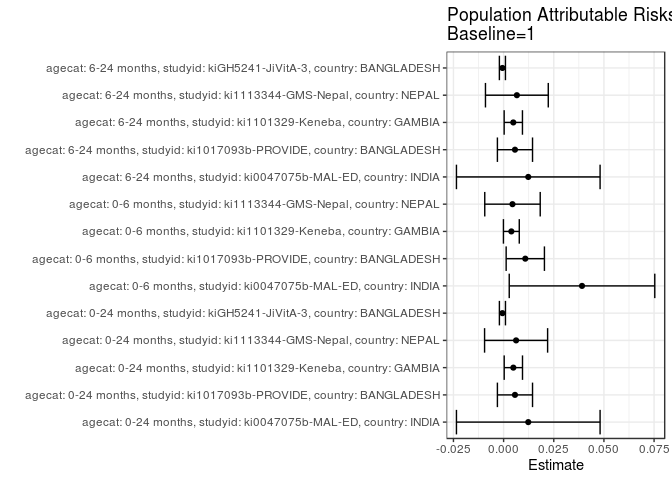 Population Attributable Risks
Baseline=1
agecat: 6-24 months, studyid: kiGH5241-JiVitA-3, country: BANGLADESH
agecat: 6-24 months, studyid: ki1113344-GMS-Nepal, country: NEPAL
agecat: 6-24 months, studyid: ki1101329-Keneba, country: GAMBIA
agecat: 6-24 months, studyid: ki1017093b-PROVIDE, country: BANGLADESH
agecat: 6-24 months, studyid: ki0047075b-MAL-ED, country: INDIA
agecat: 0-6 months, studyid: ki1113344-GMS-Nepal, country: NEPAL
agecat: 0-6 months, studyid: ki1101329-Keneba, country: GAMBIA
agecat: 0-6 months, studyid: ki1017093b-PROVIDE, country: BANGLADESH
agecat: 0-6 months, studyid: ki0047075b-MAL-ED, country: INDIA
agecat: 0-24 months, studyid: kiGH5241-JiVitA-3, country: BANGLADESH
agecat: 0-24 months, studyid: ki1113344-GMS-Nepal, country: NEPAL
agecat: 0-24 months, studyid: ki1101329-Keneba, country: GAMBIA
agecat: 0-24 months, studyid: ki1017093b-PROVIDE, country: BANGLADESH
agecat: 0-24 months, studyid: ki0047075b-MAL-ED, country: INDIA
-0.025 0.000 0.025 0.050 0.075
Estimate